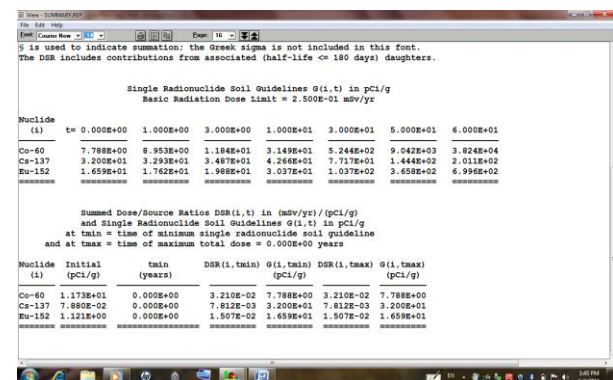 View - SUMMARY.REP
File Edit Help
Font: Courier New 14 Page: 16
§ is used to indicate summation; the Greek sigma is not included in this font.
The DSR includes contributions from associated (half-life <= 180 days) daughters.
Single Radionuclide Soil Guidelines G(i,t) in pCi/g
Basic Radiation Dose Limit = 2.500E-01 mSv/yr
Nuclide
(i) t= 0.000E+00 1.000E+00 3.000E+00 1.000E+01 3.000E+01 5.000E+01 6.000E+01
Co-60 7.788E+00 8.953E+00 1.184E+01 3.149E+01 5.244E+02 9.042E+03 3.824E+04
Cs-137 3.200E+01 3.293E+01 3.487E+01 4.266E+01 7.717E+01 1.444E+02 2.011E+02
Eu-152 1.659E+01 1.762E+01 1.988E+01 3.037E+01 1.037E+02 3.658E+02 6.996E+02
Summed Dose/Source Ratios DSR(i,t) in (mSv/yr)/(pCi/g)
and Single Radionuclide Soil Guidelines G(i,t) in pCi/g
at tmin = time of minimum single radionuclide soil guideline
and at tmax = time of maximum total dose = 0.000E+00 years
Nuclide Initial tmin DSR(i,tmin) G(i,tmin) DSR(i,tmax) G(i,tmax)
(i) (pCi/g) (years) (pCi/g) (pCi/g)
Co-60 1.173E+01 0.000E+00 3.210E-02 7.788E+00 3.210E-02 7.788E+00
Cs-137 7.880E-02 0.000E+00 7.812E-03 3.200E+01 7.812E-03 3.200E+01
Eu-152 1.121E+00 0.000E+00 1.507E-02 1.659E+01 1.507E-02 1.659E+01
EN
3:45 PM